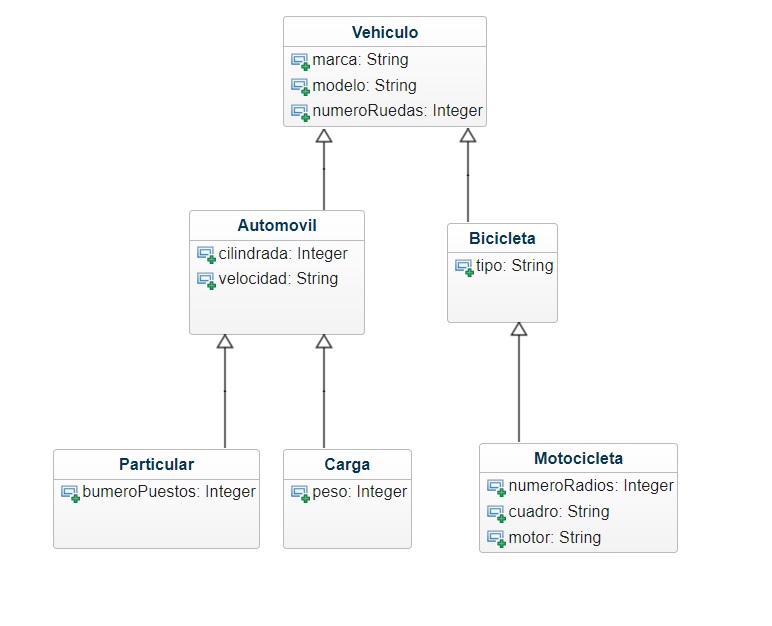 Vehiculo
marca: String
modelo: String
numeroRuedas: Integer
Automovil
cilindrada: Integer
velocidad: String
Bicicleta
tipo: String
Particular
bumeroPuestos: Integer
Carga
peso: Integer
Motocicleta
numeroRadios: Integer
cuadro: String
motor: String